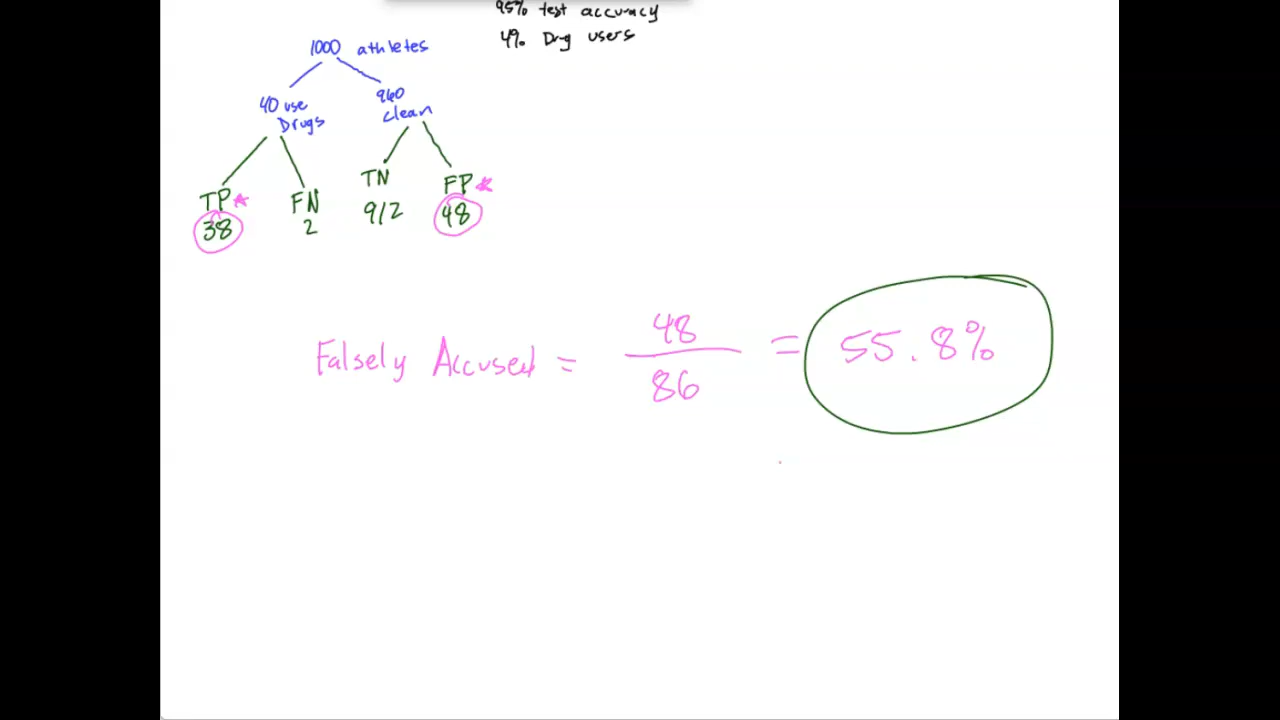 95% test accuracy
4% Drug users
1000 athletes
40 use
Drugs
960
clean
TP*
38
FN
2
TN
912
FP*
48
Falsely Accused = 48/86 = 55.8%